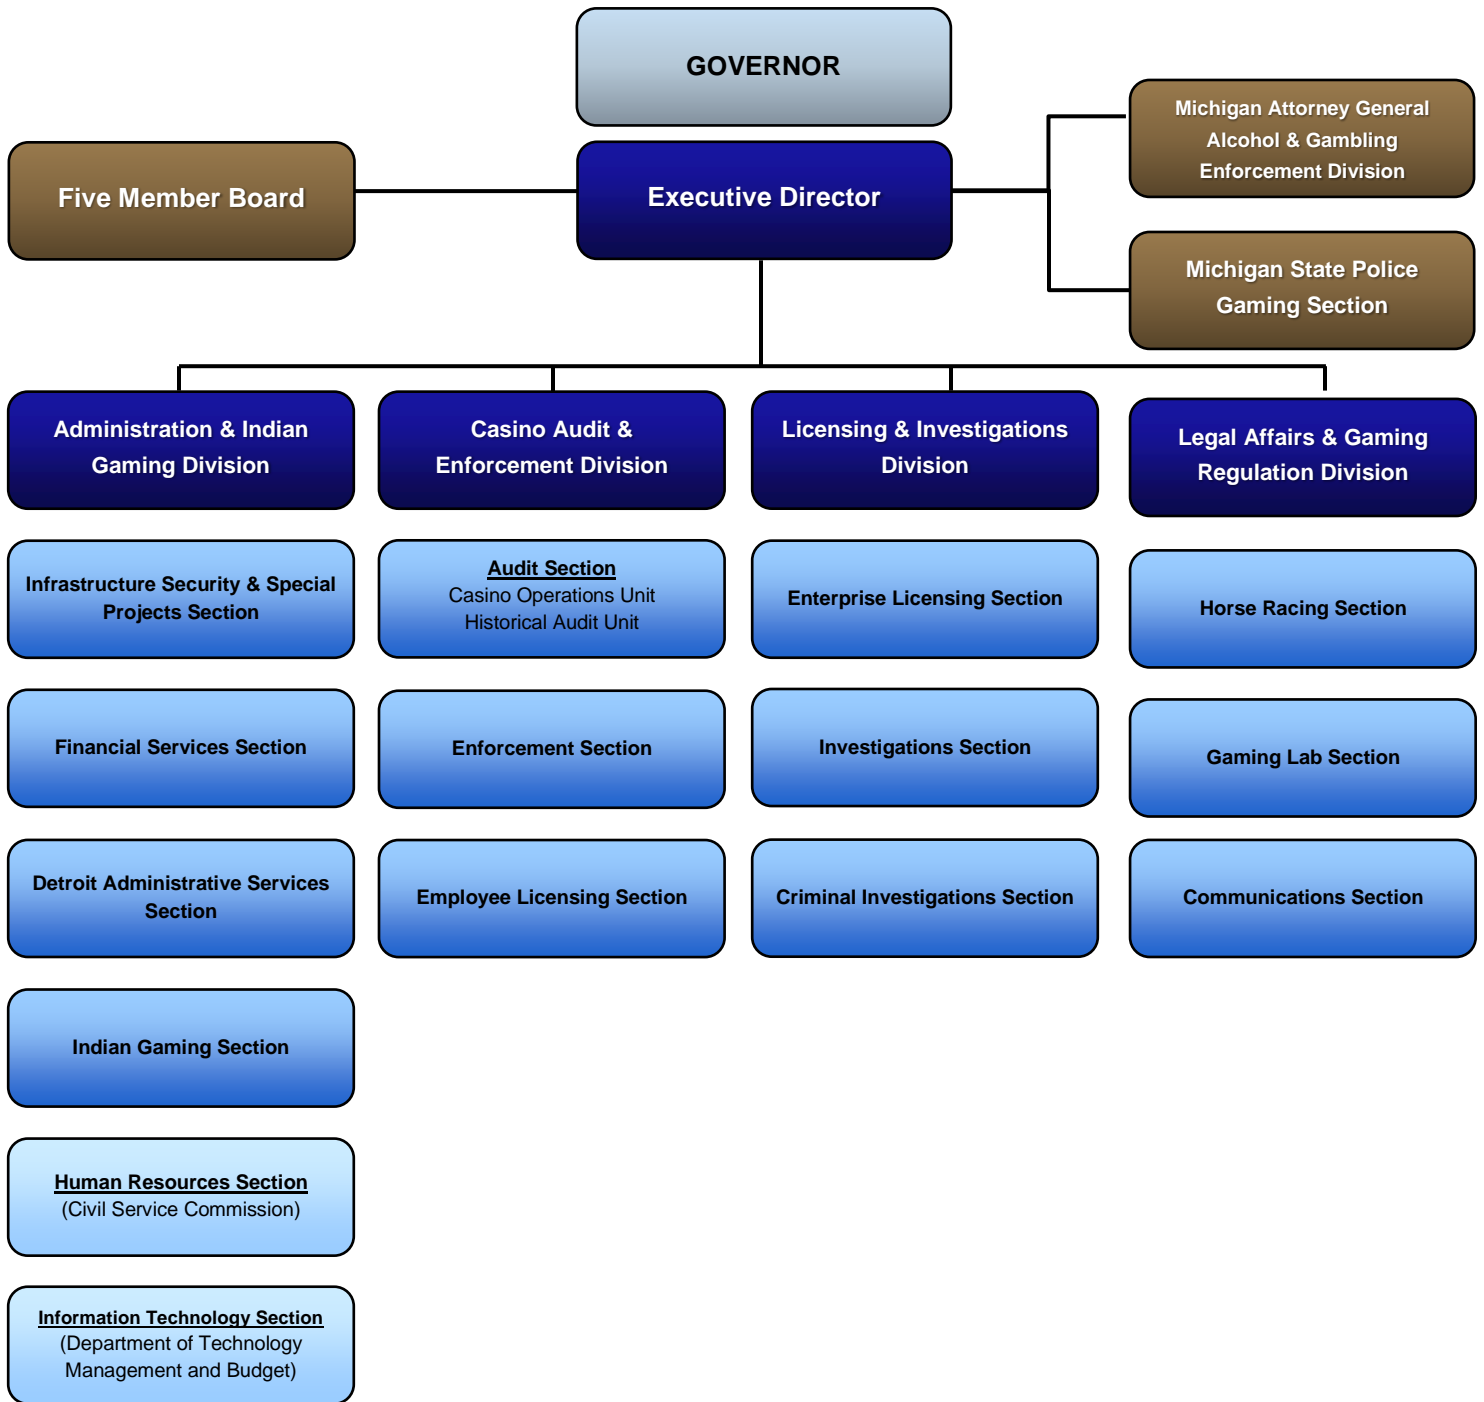 GOVERNOR
Five Member Board
Executive Director
Michigan Attorney General
Alcohol & Gambling
Enforcement Division
Michigan State Police
Gaming Section
Administration & Indian
Gaming Division
Infrastructure Security & Special
Projects Section
Financial Services Section
Detroit Administrative Services
Section
Indian Gaming Section
Human Resources Section
(Civil Service Commission)
Information Technology Section
(Department of Technology
Management and Budget)
Casino Audit &
Enforcement Division
Audit Section
Casino Operations Unit
Historical Audit Unit
Enforcement Section
Employee Licensing Section
Licensing & Investigations
Division
Enterprise Licensing Section
Investigations Section
Criminal Investigations Section
Legal Affairs & Gaming
Regulation Division
Horse Racing Section
Gaming Lab Section
Communications Section